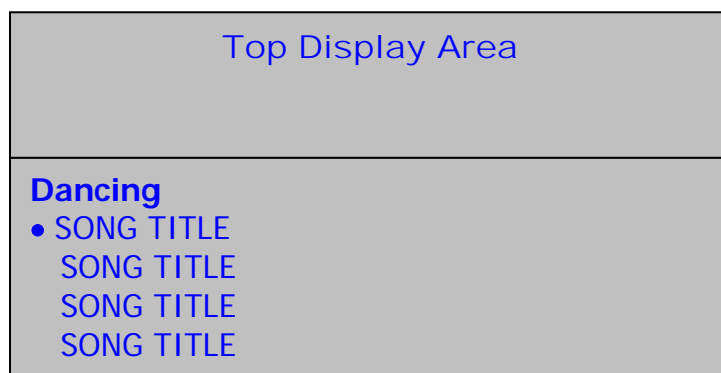 Top Display Area
Dancing
• SONG TITLE
SONG TITLE
SONG TITLE
SONG TITLE